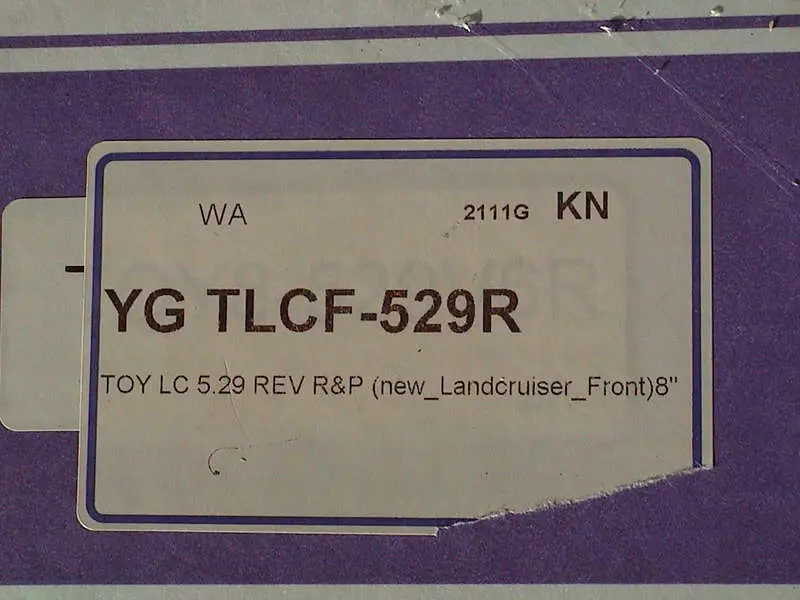 WA 2111G KN
YG TLCF-529R
TOY LC 5.29 REV R&P (new_Landcruiser_Front)8"